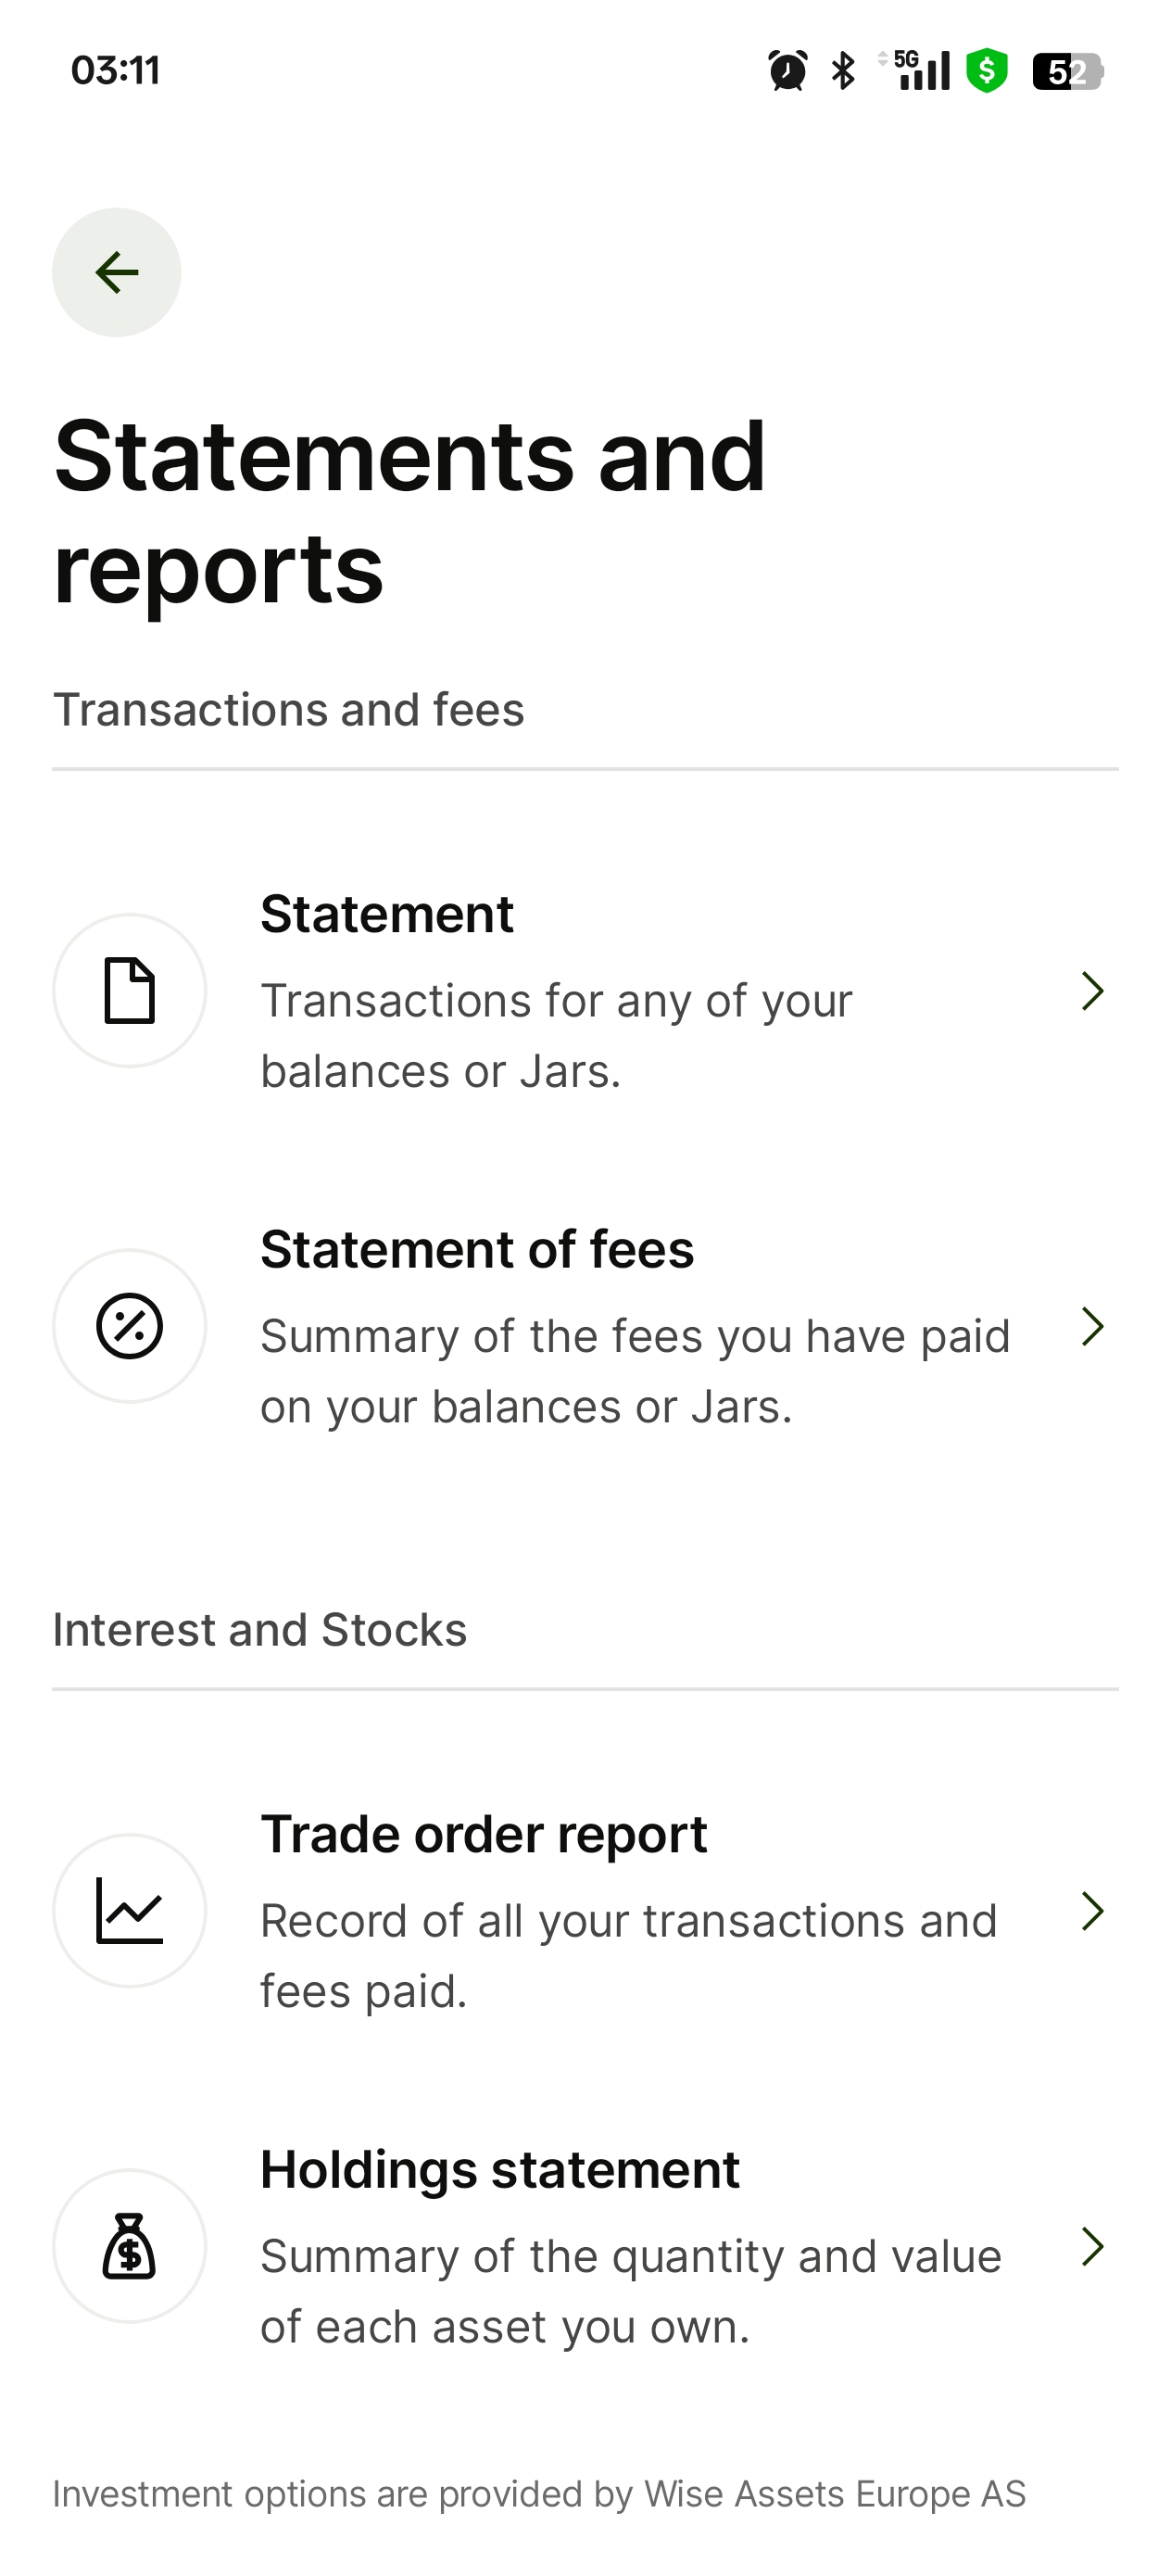 03:11
5G
52
Statements and
reports
Transactions and fees
Statement
Transactions for any of your
balances or Jars.
Statement of fees
Summary of the fees you have paid
on your balances or Jars.
Interest and Stocks
Trade order report
Record of all your transactions and
fees paid.
Holdings statement
Summary of the quantity and value
of each asset you own.
Investment options are provided by Wise Assets Europe AS